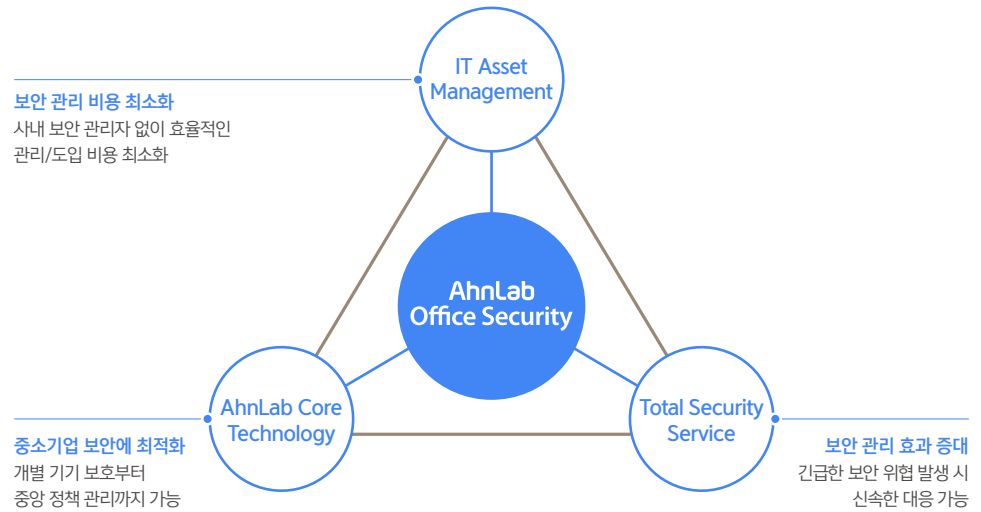 IT Asset
Management
보안 관리 비용 최소화
사내 보안 관리자 없이 효율적인
관리/도입 비용 최소화
AhnLab
Office Security
AhnLab Core
Technology
중소기업 보안에 최적화
개별 기기 보호부터
중앙 정책 관리까지 가능
Total Security
Service
보안 관리 효과 증대
긴급한 보안 위협 발생 시
신속한 대응 가능